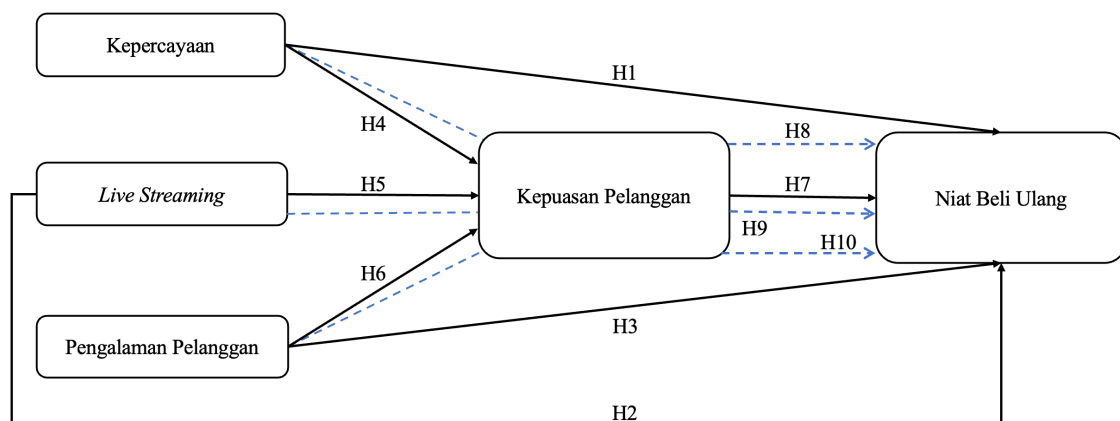 Kepercayaan
H1
H4
H8
Live Streaming
H5
Kepuasan Pelanggan
H7
Niat Beli Ulang
H9
H10
H6
Pengalaman Pelanggan
H3
H2